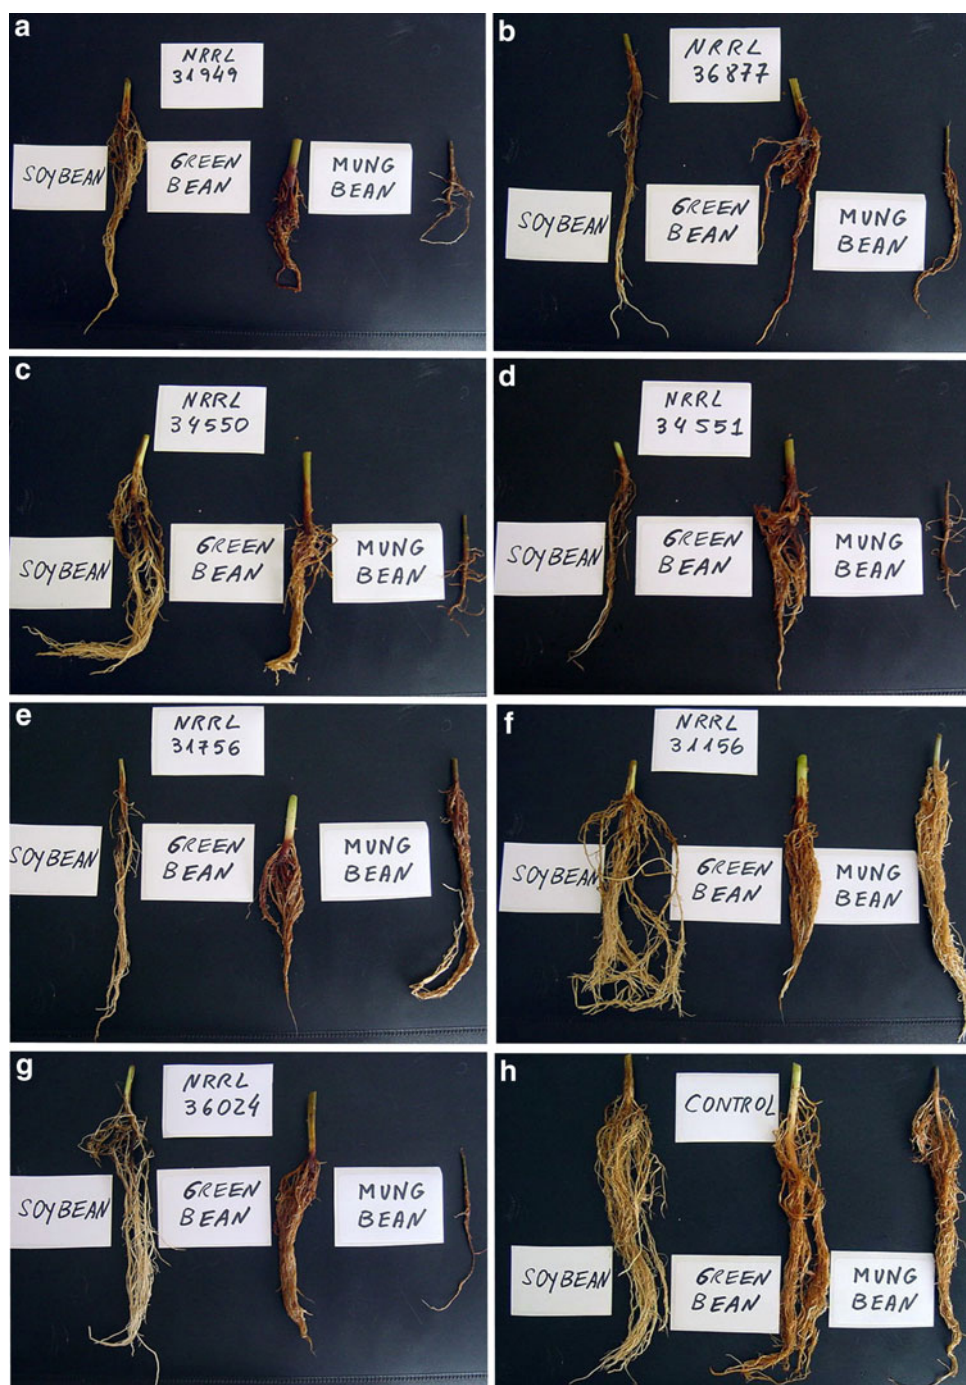 a
NRRL
31949
SOYBEAN
GREEN
BEAN
MUNG
BEAN
b
NRRL
36877
SOYBEAN
GREEN
BEAN
MUNG
BEAN
c
NRRL
34550
SOYBEAN
GREEN
BEAN
MUNG
BEAN
d
NRRL
34551
SOYBEAN
GREEN
BEAN
MUNG
BEAN
e
NRRL
31756
SOYBEAN
GREEN
BEAN
MUNG
BEAN
f
NRRL
31156
SOYBEAN
GREEN
BEAN
MUNG
BEAN
g
NRRL
36024
SOYBEAN
GREEN
BEAN
MUNG
BEAN
h
CONTROL
SOYBEAN
GREEN
BEAN
MUNG
BEAN